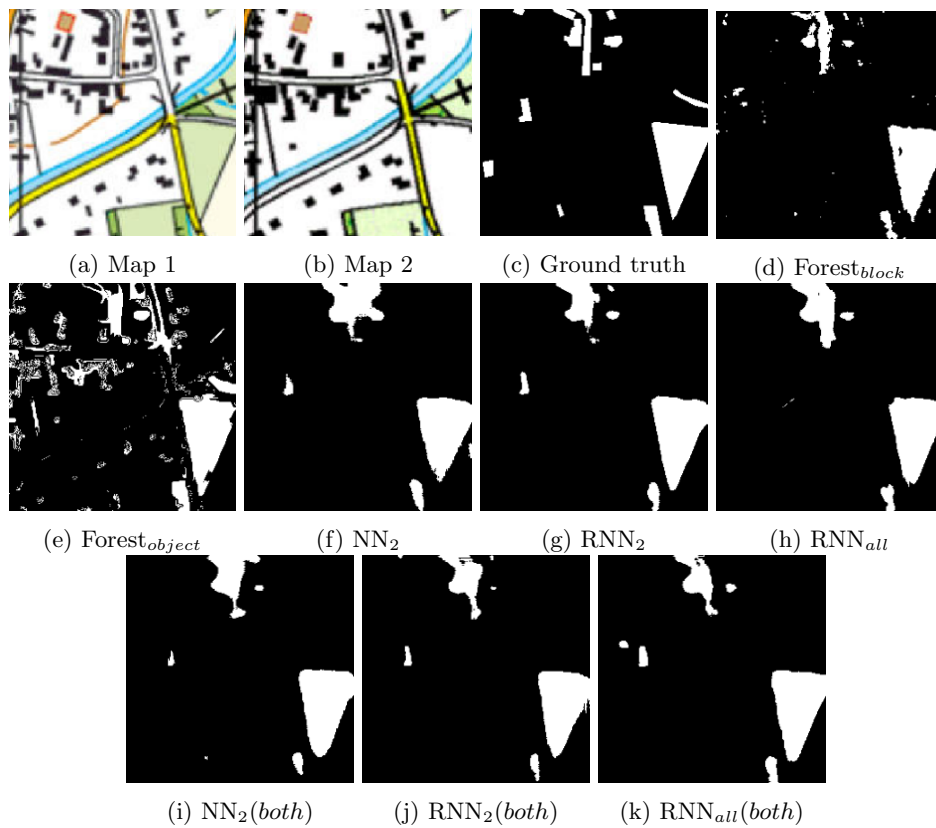 (a) Map 1
(b) Map 2
(c) Ground truth
(d) Forest_block
(e) Forest_object
(f) NN_2
(g) RNN_2
(h) RNN_all
(i) NN_2(both)
(j) RNN_2(both)
(k) RNN_all(both)